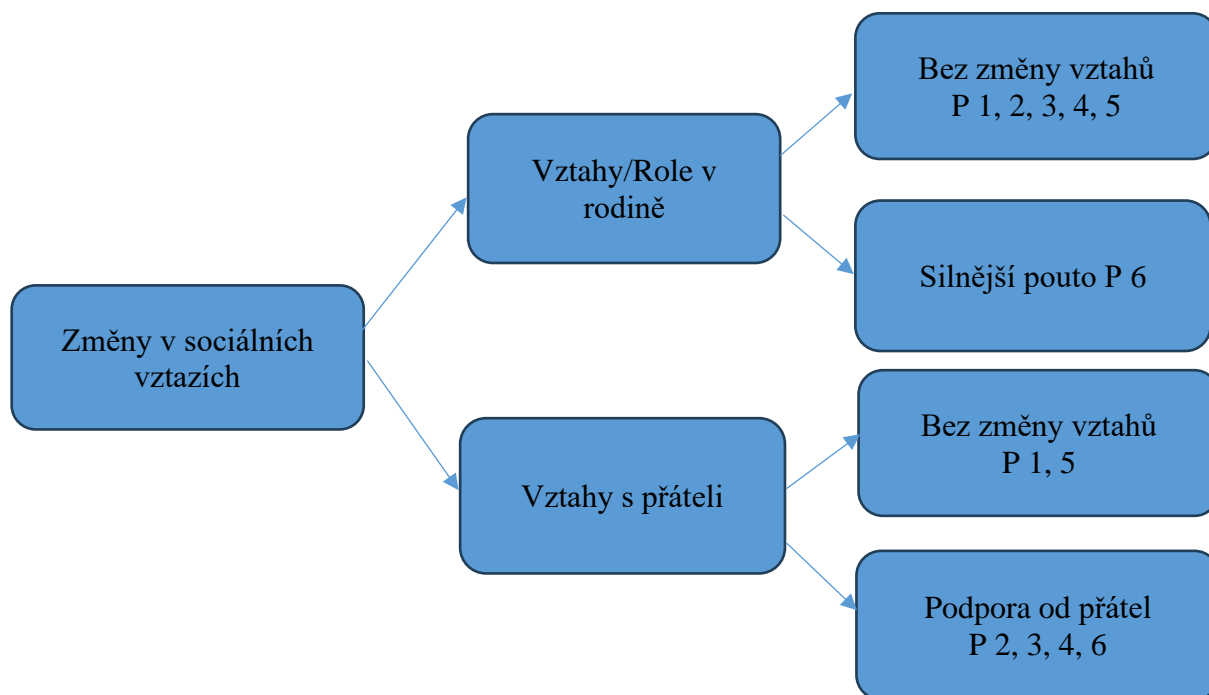 Změny v sociálních
vztazích
Vztahy/Role v
rodině
Bez změny vztahů
P 1, 2, 3, 4, 5
Silnější pouto P 6
Vztahy s přáteli
Bez změny vztahů
P 1, 5
Podpora od přátel
P 2, 3, 4, 6